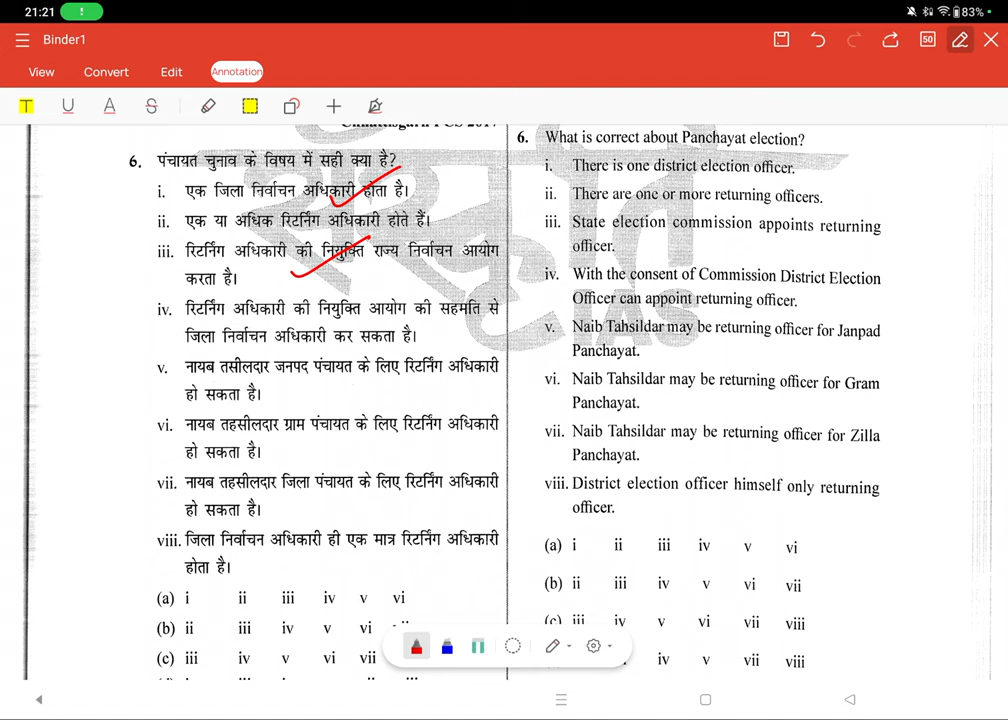 21:21
83%
Binder1
50
View Convert Edit Annotation
T U A S
6. पंचायत चुनाव के विषय में सही क्या है?
i. एक जिला निर्वाचन अधिकारी होता है।
ii. एक या अधिक रिटर्निंग अधिकारी होते हैं।
iii. रिटर्निंग अधिकारी की नियुक्ति राज्य निर्वाचन आयोग
करता है।
iv. रिटर्निंग अधिकारी की नियुक्ति आयोग की सहमति से
जिला निर्वाचन अधिकारी कर सकता है।
v. नायब तसीलदार जनपद पंचायत के लिए रिटर्निंग अधिकारी
हो सकता है।
vi. नायब तहसीलदार ग्राम पंचायत के लिए रिटर्निंग अधिकारी
हो सकता है।
vii. नायब तहसीलदार जिला पंचायत के लिए रिटर्निंग अधिकारी
हो सकता है।
viii. जिला निर्वाचन अधिकारी ही एक मात्र रिटर्निंग अधिकारी
होता है।
(a) i ii iii iv v vi
(b) ii iii iv v vi
(c) iii iv v vi vii
6. What is correct about Panchayat election?
i. There is one district election officer.
ii. There are one or more returning officers.
iii. State election commission appoints returning
officer.
iv. With the consent of Commission District Election
Officer can appoint returning officer.
v. Naib Tahsildar may be returning officer for Janpad
Panchayat.
vi. Naib Tahsildar may be returning officer for Gram
Panchayat.
vii. Naib Tahsildar may be returning officer for Zilla
Panchayat.
viii. District election officer himself only returning
officer.
(a) i ii iii iv v vi
(b) ii iii iv v vi vii
(c) iii iv v vi vii viii
iv v vii viii
IAS